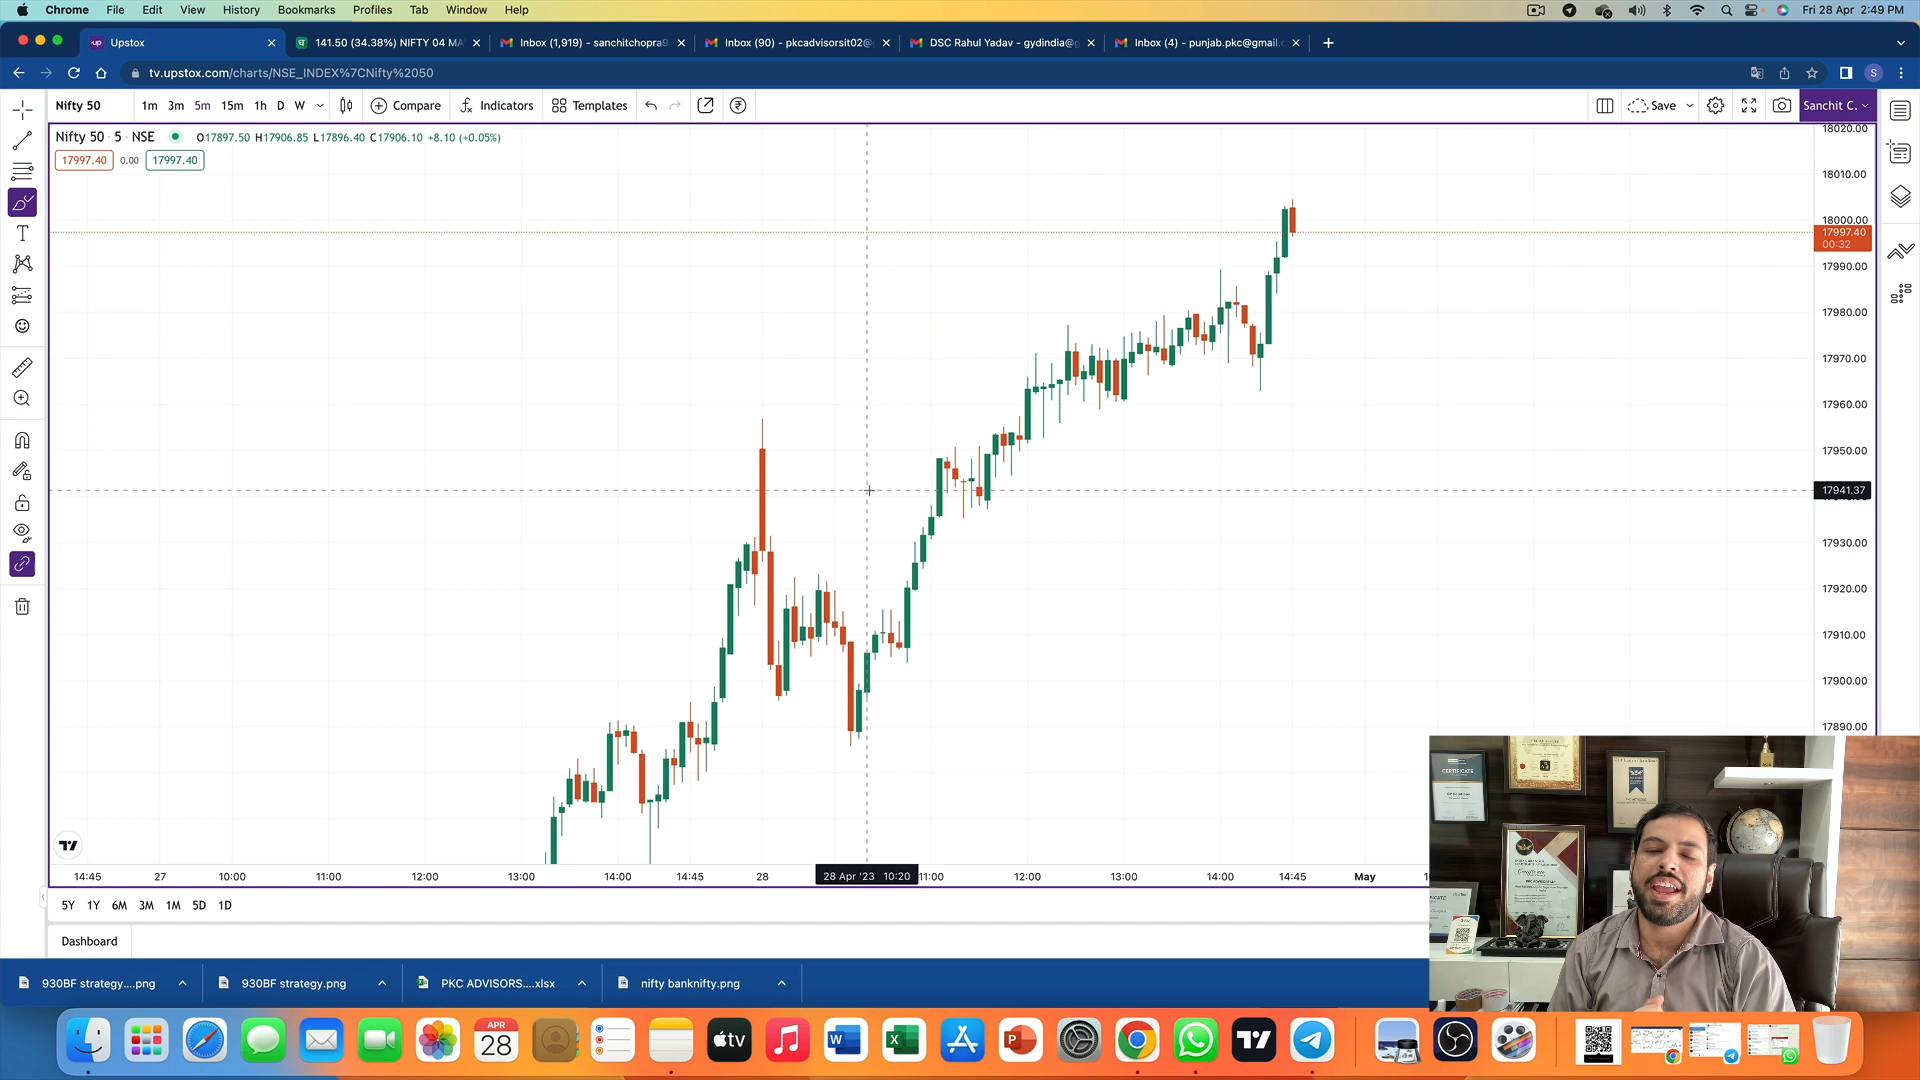 Chrome File Edit View History Bookmarks Profiles Tab Window Help Fri 28 Apr 2:49 PM
up Upstox 141.50 (34.38%) NIFTY 04 MA Inbox (1,919) - sanchitchopra9 Inbox (90) - pkcadvisorsit02@ DSC Rahul Yadav - gydindia@g Inbox (4) - punjab.pkc@gmail.
tv.upstox.com/charts/NSE_INDEX%7CNifty%2050 S
Nifty 50 1m 3m 5m 15m 1h D W Compare Indicators Templates Save Sanchit C.
Nifty 50 · 5 · NSE O17897.50 H17906.85 L17896.40 C17906.10 +8.10 (+0.05%)
17997.40 0.00 17997.40
18020.00
18010.00
18000.00
17997.40
00:32
17990.00
17980.00
17970.00
17960.00
17950.00
17941.37
17930.00
17920.00
17910.00
17900.00
17890.00
14:45 27 10:00 11:00 12:00 13:00 14:00 14:45 28 28 Apr '23 10:20 11:00 12:00 13:00 14:00 14:45 May
5Y 1Y 6M 3M 1M 5D 1D
Dashboard
CERTIFICATE
930BF strategy....png 930BF strategy.png PKC ADVISORS....xlsx nifty banknifty.png
APR
28
tv
W
X
P